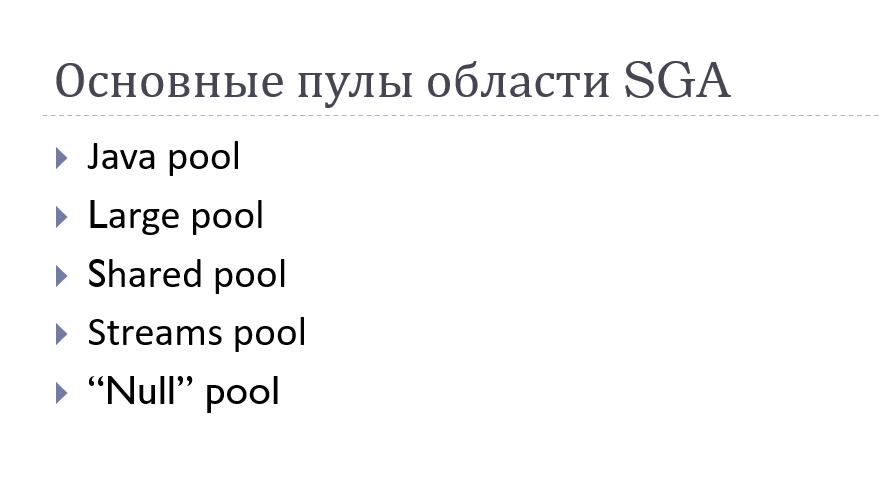 Основные пулы области SGA
Java pool
Large pool
Shared pool
Streams pool
“Null” pool